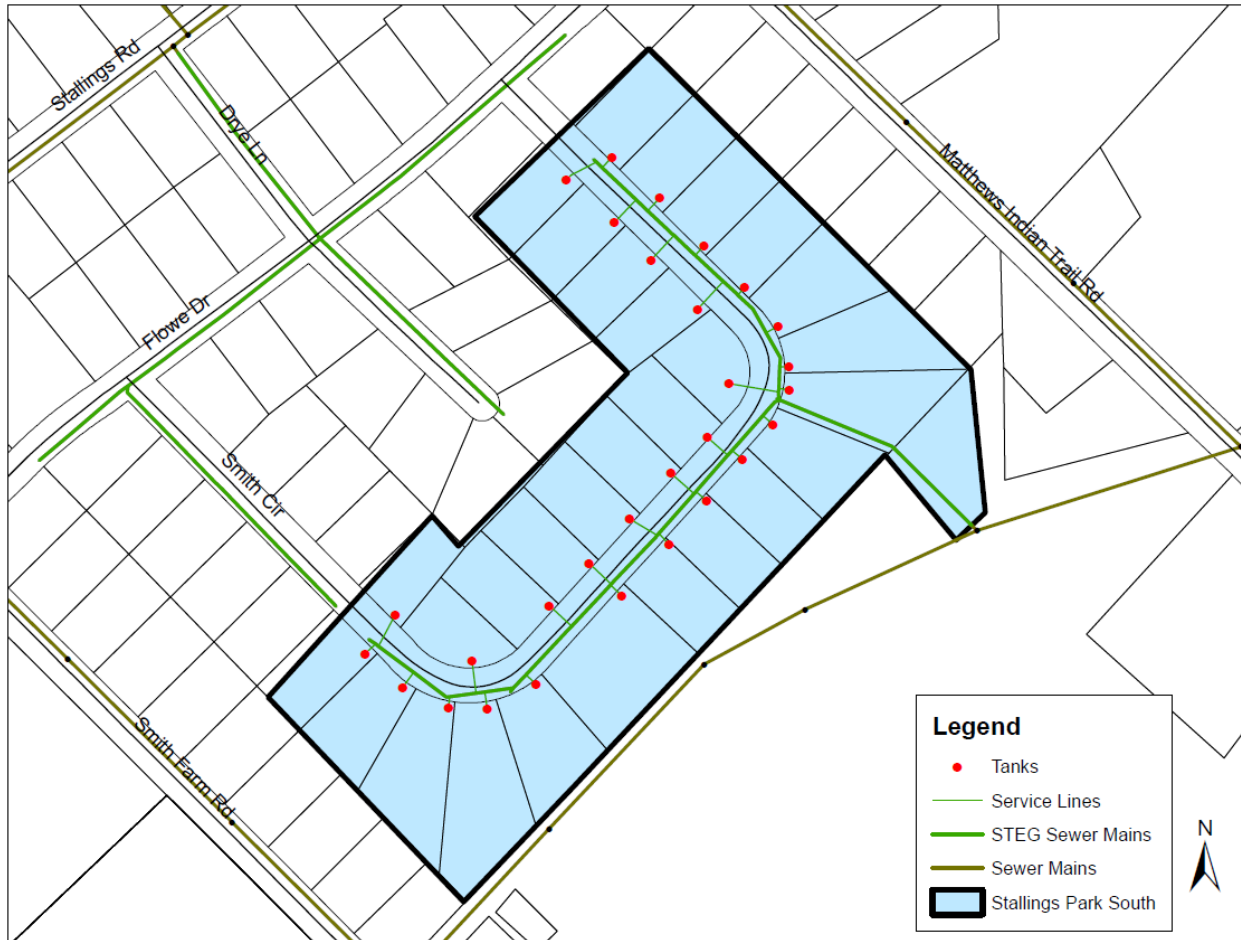 Stallings Rd
Drye Ln
Matthews Indian Trail Rd
Flowe Dr
Smith Cir
Smith Farm Rd
Legend
Tanks
Service Lines
STEG Sewer Mains
Sewer Mains
Stallings Park South
N